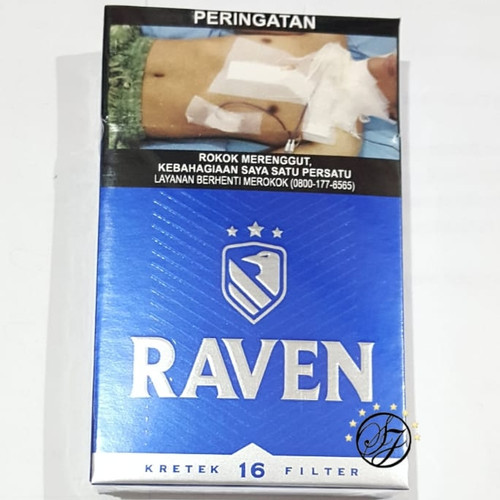 PERINGATAN
ROKOK MERENGGUT,
KEBAHAGIAAN SAYA SATU PERSATU
LAYANAN BERHENTI MEROKOK (0800-177-6565)
RAVEN
KRETEK 16 FILTER